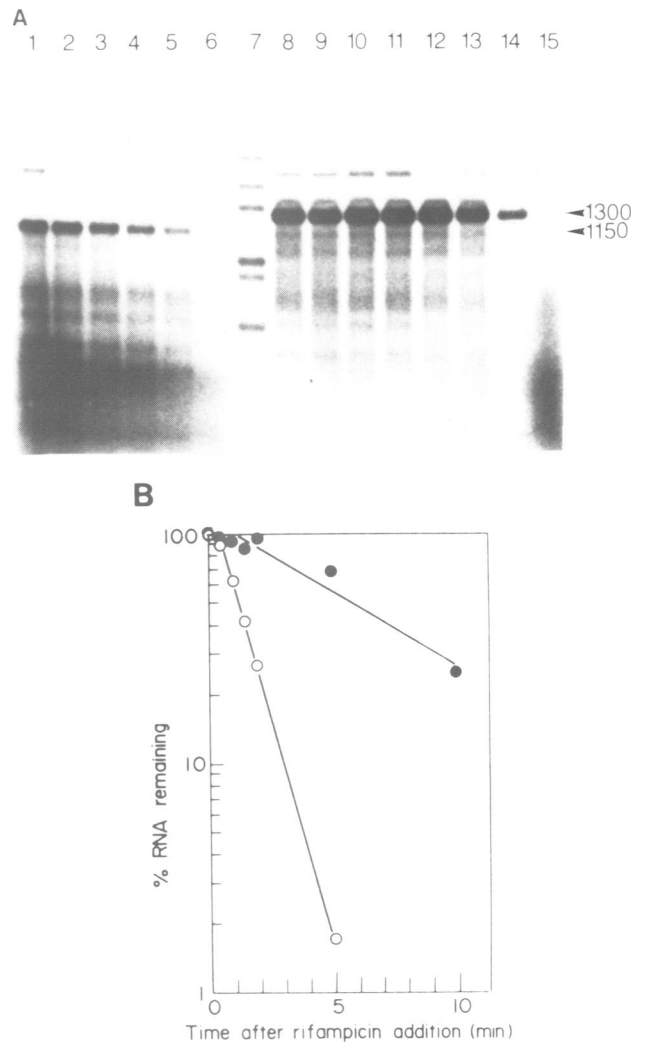 A
1 2 3 4 5 6 7 8 9 10 11 12 13 14 15
1300
1150
B
100
10
1
% RNA remaining
0 5 10
Time after rifampicin addition (min)